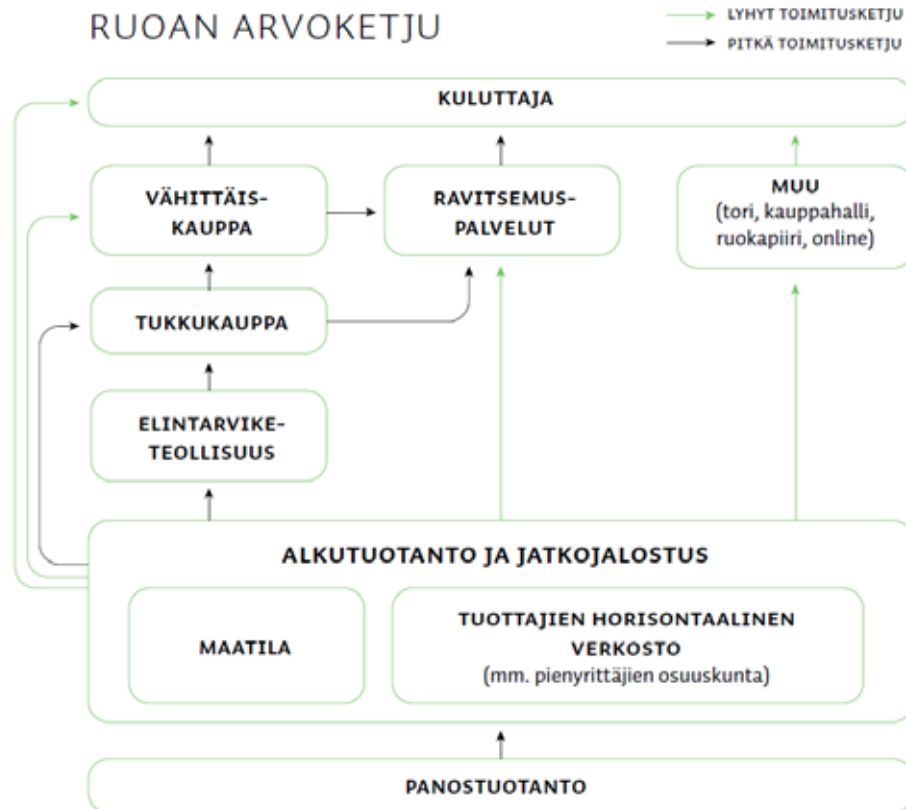 RUOAN ARVOKETJU
LYHYT TOIMITUSKETJU
PITKÄ TOIMITUSKETJU
KULUTTAJA
VÄHITTÄIS-
KAUPPA
RAVITSEMUS-
PALVELUT
MUU
(tori, kauppahalli,
ruokapiiri, online)
TUKKUKAUPPA
ELINTARVIKE-
TEOLLISUUS
ALKUTUOTANTO JA JATKOJALOSTUS
MAATILA
TUOTTAJIEN HORISONTAALINEN
VERKOSTO
(mm. pienyrittäjien osuuskunta)
PANOSTUOTANTO